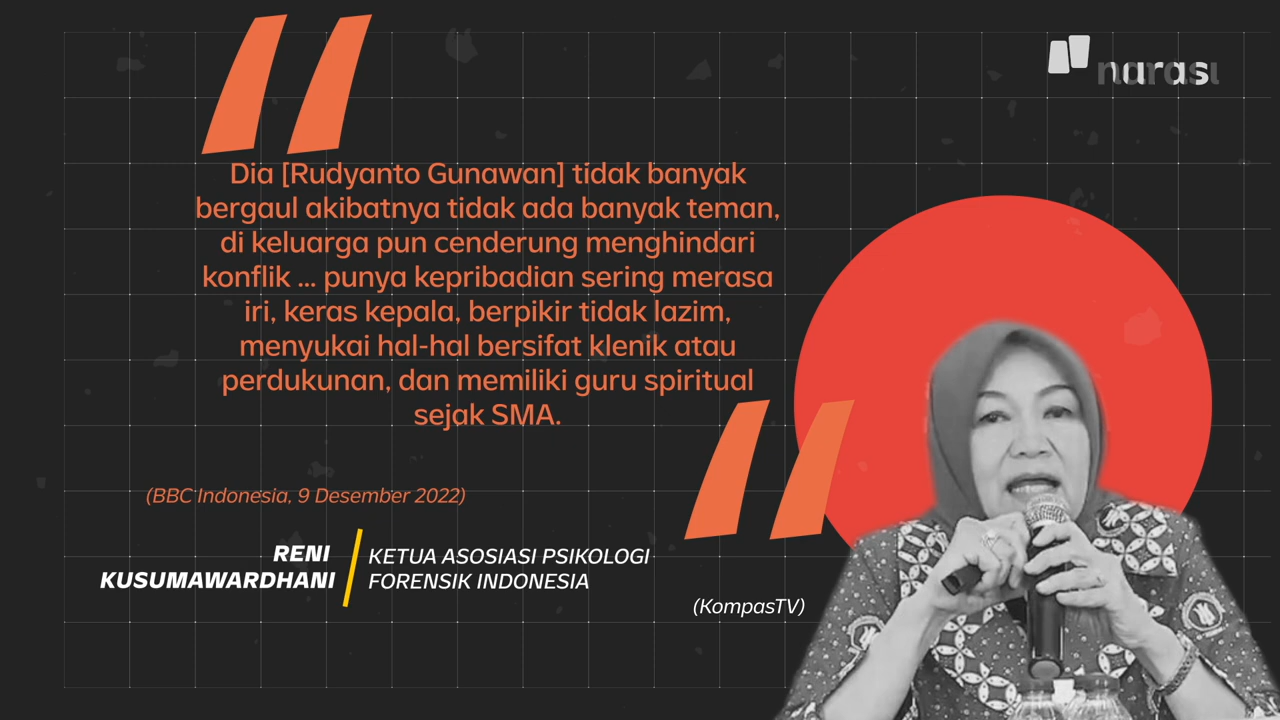 narasi
Dia [Rudyanto Gunawan] tidak banyak
bergaul akibatnya tidak ada banyak teman,
di keluarga pun cenderung menghindari
konflik ... punya kepribadian sering merasa
iri, keras kepala, berpikir tidak lazim,
menyukai hal-hal bersifat klenik atau
perdukunan, dan memiliki guru spiritual
sejak SMA.
(BBC Indonesia, 9 Desember 2022)
RENI
KUSUMAWARDHANI
KETUA ASOSIASI PSIKOLOGI
FORENSIK INDONESIA
(KompasTV)